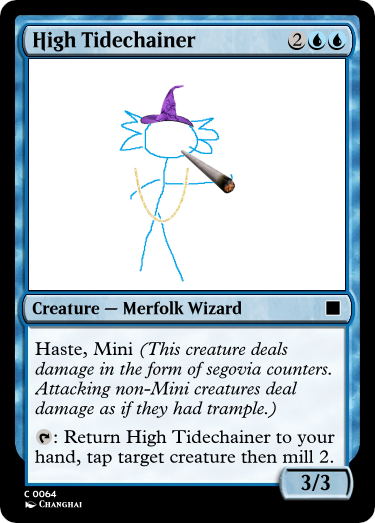 High Tidechainer 2
Creature — Merfolk Wizard
Haste, Mini (This creature deals
damage in the form of segovia counters.
Attacking non-Mini creatures deal
damage as if they had trample.)
: Return High Tidechainer to your
hand, tap target creature then mill 2.
3/3
C 0064
Changhai